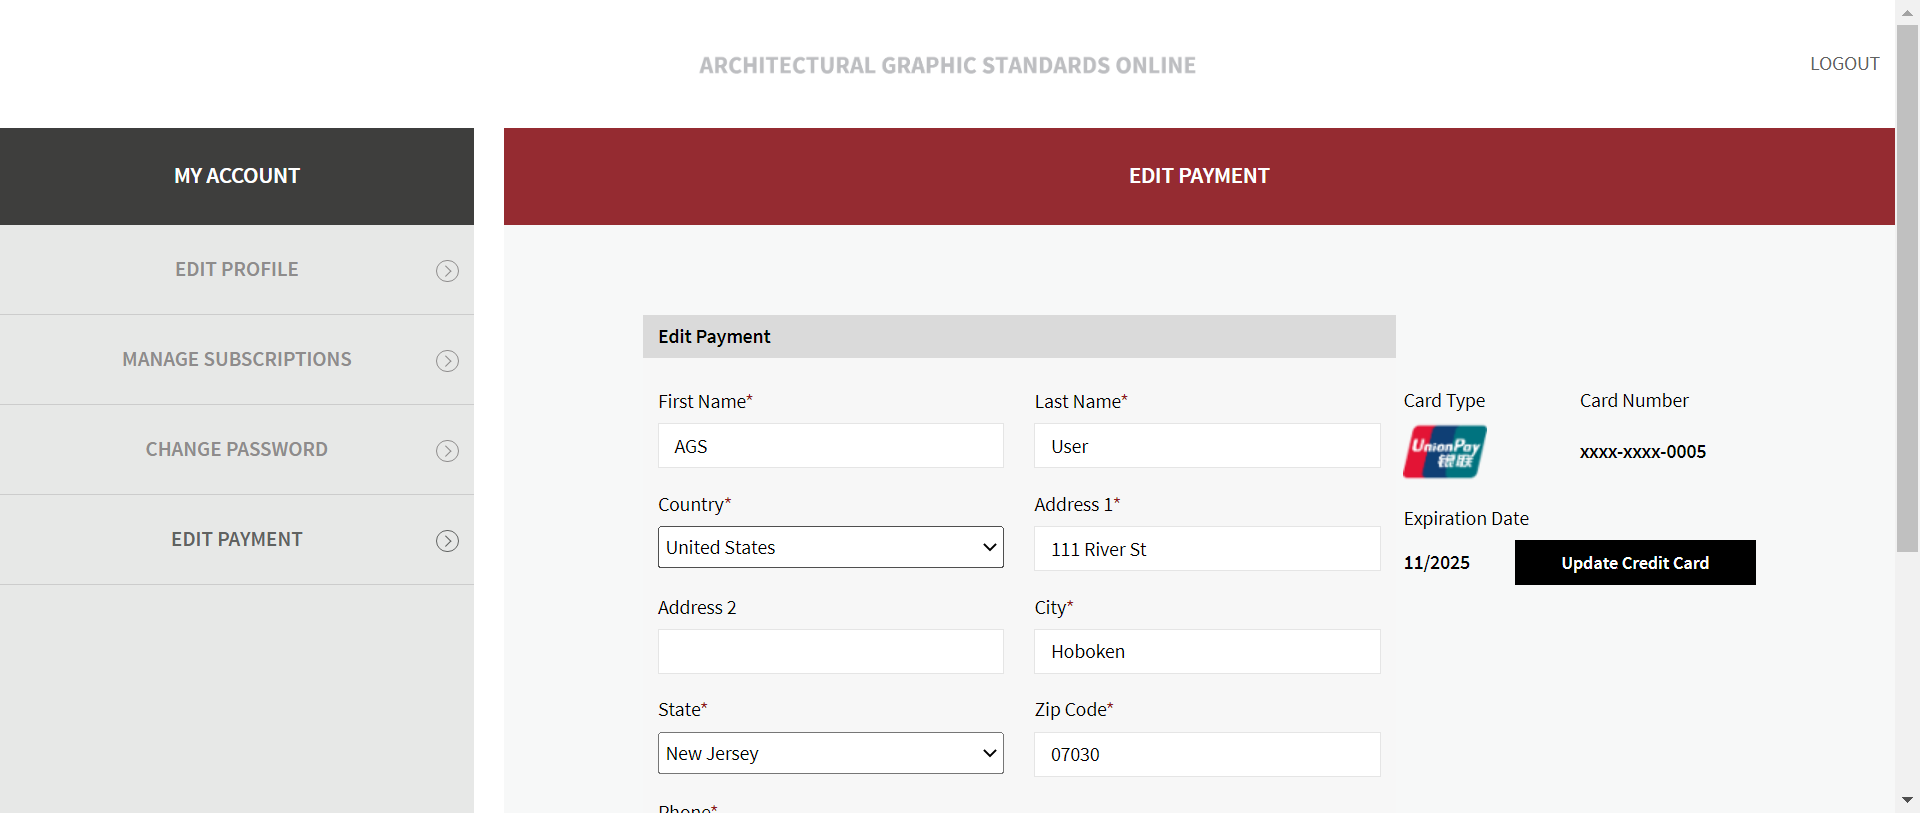 ARCHITECTURAL GRAPHIC STANDARDS ONLINE
LOGOUT
MY ACCOUNT
EDIT PROFILE
MANAGE SUBSCRIPTIONS
CHANGE PASSWORD
EDIT PAYMENT
EDIT PAYMENT
Edit Payment
First Name*
Last Name*
AGS
User
Country*
Address 1*
United States
111 River St
Address 2
City*
Hoboken
State*
Zip Code*
New Jersey
07030
Phone*
Card Type
Card Number
UnionPay
银联
xxxx-xxxx-0005
Expiration Date
11/2025
Update Credit Card